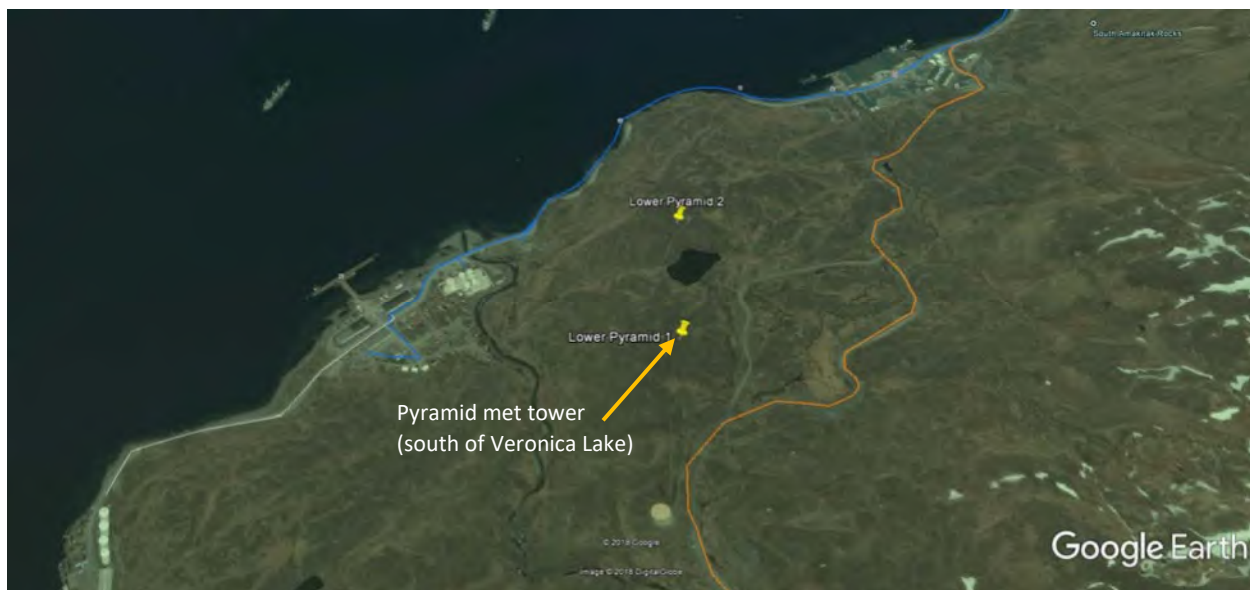 South Amaknak Rocks
Lower Pyramid 2
Lower Pyramid 1
Pyramid met tower
(south of Veronica Lake)
© 2018 Google
Image © 2018 DigitalGlobe
Google Earth